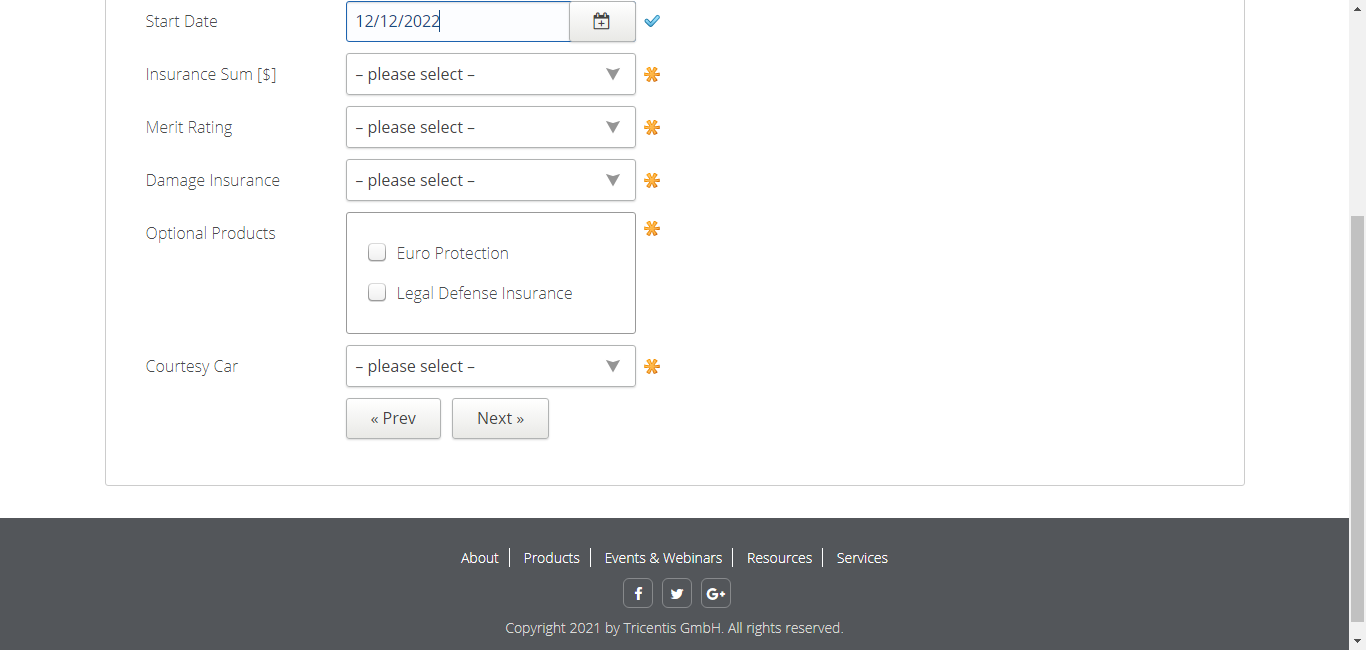 Start Date 12/12/2022
Insurance Sum [$] – please select –
Merit Rating – please select –
Damage Insurance – please select –
Optional Products
Euro Protection
Legal Defense Insurance
Courtesy Car – please select –
« Prev Next »
About Products Events & Webinars Resources Services
f G+
Copyright 2021 by Tricentis GmbH. All rights reserved.